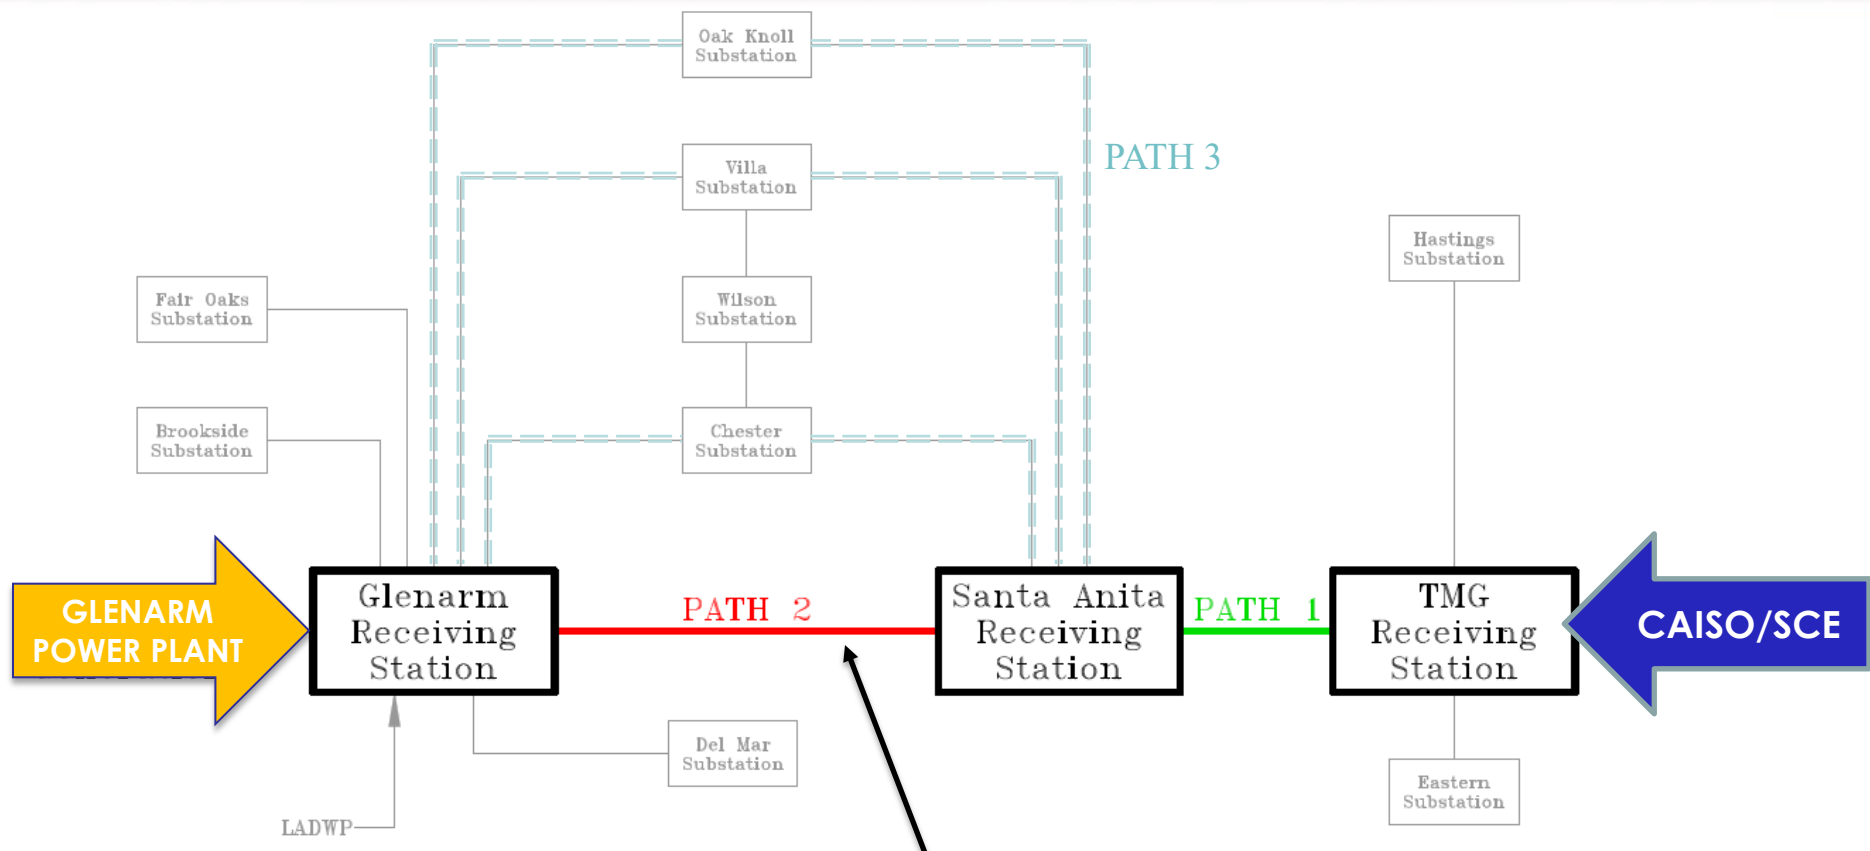 Oak Knoll
Substation
PATH 3
Villa
Substation
Hastings
Substation
Fair Oaks
Substation
Wilson
Substation
Brookside
Substation
Chester
Substation
GLENARM
POWER PLANT
Glenarm
Receiving
Station
PATH 2
Santa Anita
Receiving
Station
PATH 1
TMG
Receiving
Station
CAISO/SCE
Del Mar
Substation
Eastern
Substation
LADWP